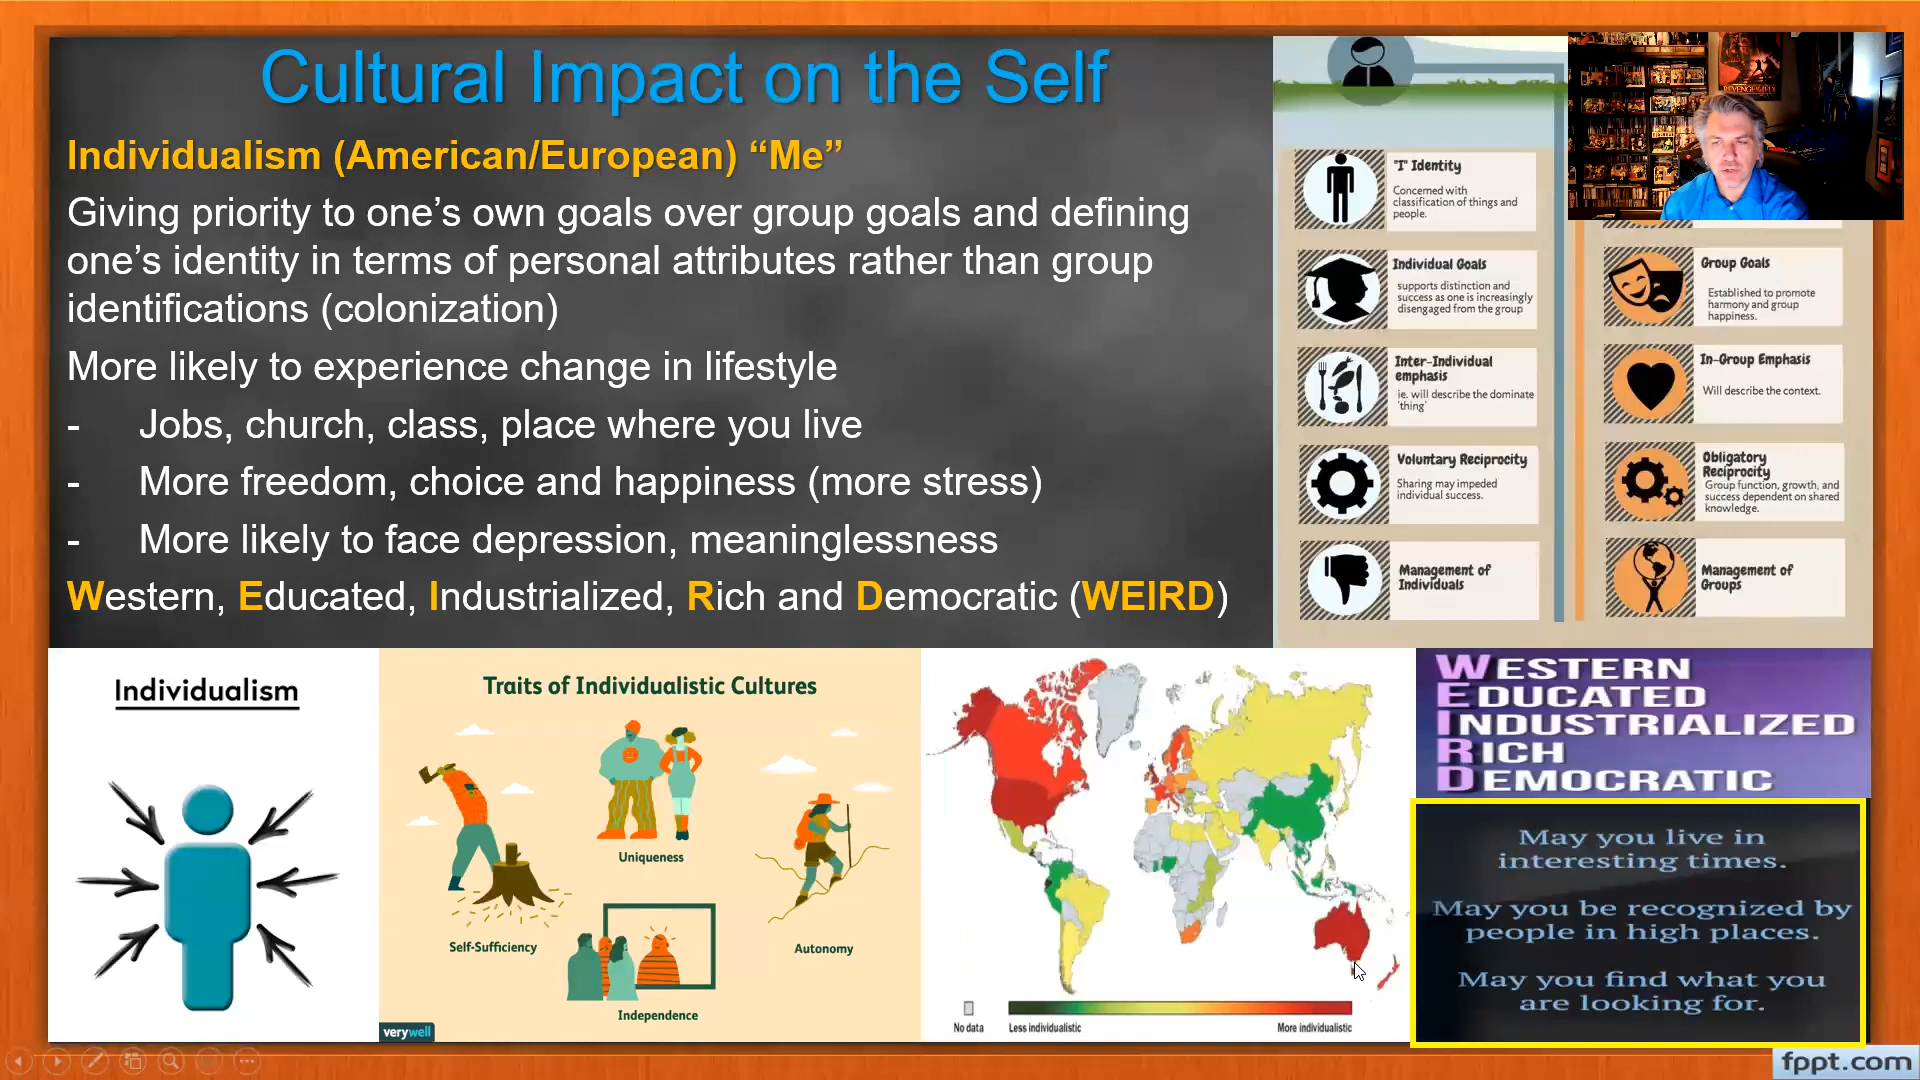 Cultural Impact on the Self
Individualism (American/European) “Me”
Giving priority to one’s own goals over group goals and defining
one’s identity in terms of personal attributes rather than group
identifications (colonization)
More likely to experience change in lifestyle
- Jobs, church, class, place where you live
- More freedom, choice and happiness (more stress)
- More likely to face depression, meaninglessness
Western, Educated, Industrialized, Rich and Democratic (WEIRD)
"I" Identity
Concerned with
classification of things and
people.
Individual Goals
supports distinction and
success as one is increasingly
disengaged from the group
Inter-Individual
emphasis
ie. will describe the dominate
'thing'
Voluntary Reciprocity
Sharing may impeded
individual success.
Management of
Individuals
Group Goals
Established to promote
harmony and group
happiness.
In-Group Emphasis
Will describe the context.
Obligatory
Reciprocity
Group function, growth, and
success dependent on shared
knowledge.
Management of
Groups
Individualism
Traits of Individualistic Cultures
Uniqueness
Self-Sufficiency
Autonomy
Independence
verywell
No data
Less individualistic
More individualistic
WESTERN
EDUCATED
INDUSTRIALIZED
RICH
DEMOCRATIC
May you live in
interesting times.
May you be recognized by
people in high places.
May you find what you
are looking for.
fppt.com